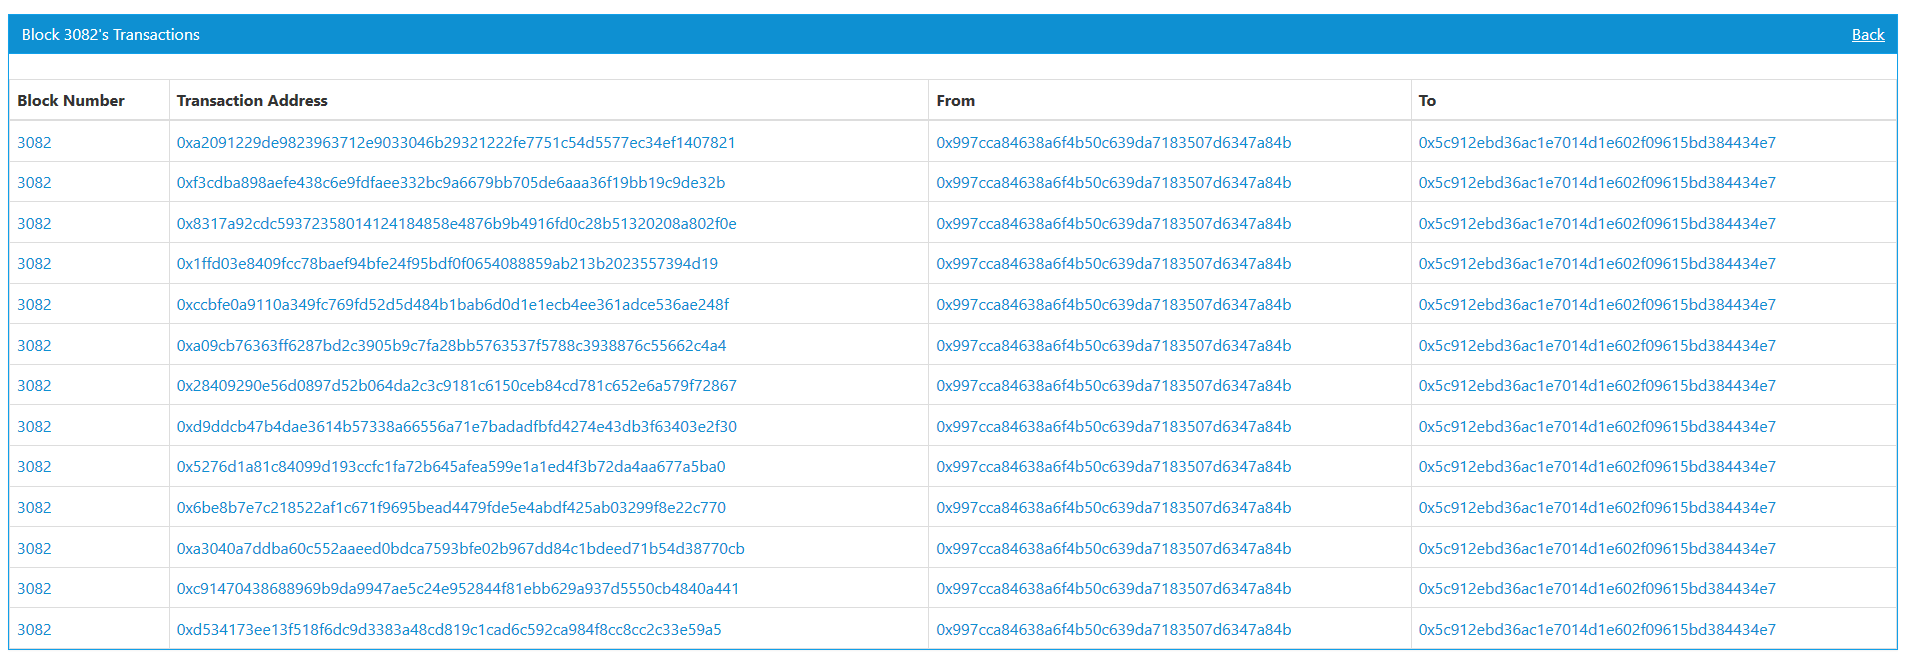 Block 3082's Transactions Back
Block Number Transaction Address From To
3082 0xa2091229de9823963712e9033046b29321222fe7751c54d5577ec34ef1407821 0x997cca84638a6f4b50c639da7183507d6347a84b 0x5c912ebd36ac1e7014d1e602f09615bd384434e7
3082 0xf3cdba898aefe438c6e9fdfaee332bc9a6679bb705de6aaa36f19bb19c9de32b 0x997cca84638a6f4b50c639da7183507d6347a84b 0x5c912ebd36ac1e7014d1e602f09615bd384434e7
3082 0x8317a92cdc59372358014124184858e4876b9b4916fd0c28b51320208a802f0e 0x997cca84638a6f4b50c639da7183507d6347a84b 0x5c912ebd36ac1e7014d1e602f09615bd384434e7
3082 0x1ffd03e8409fcc78baef94bfe24f95bdf0f0654088859ab213b2023557394d19 0x997cca84638a6f4b50c639da7183507d6347a84b 0x5c912ebd36ac1e7014d1e602f09615bd384434e7
3082 0xccbfe0a9110a349fc769fd52d5d484b1bab6d0d1e1ecb4ee361adce536ae248f 0x997cca84638a6f4b50c639da7183507d6347a84b 0x5c912ebd36ac1e7014d1e602f09615bd384434e7
3082 0xa09cb76363ff6287bd2c3905b9c7fa28bb5763537f5788c3938876c55662c4a4 0x997cca84638a6f4b50c639da7183507d6347a84b 0x5c912ebd36ac1e7014d1e602f09615bd384434e7
3082 0x28409290e56d0897d52b064da2c3c9181c6150ceb84cd781c652e6a579f72867 0x997cca84638a6f4b50c639da7183507d6347a84b 0x5c912ebd36ac1e7014d1e602f09615bd384434e7
3082 0xd9ddcb47b4dae3614b57338a66556a71e7badadfbfd4274e43db3f63403e2f30 0x997cca84638a6f4b50c639da7183507d6347a84b 0x5c912ebd36ac1e7014d1e602f09615bd384434e7
3082 0x5276d1a81c84099d193ccfc1fa72b645afea599e1a1ed4f3b72da4aa677a5ba0 0x997cca84638a6f4b50c639da7183507d6347a84b 0x5c912ebd36ac1e7014d1e602f09615bd384434e7
3082 0x6be8b7e7c218522af1c671f9695bead4479fde5e4abdf425ab03299f8e22c770 0x997cca84638a6f4b50c639da7183507d6347a84b 0x5c912ebd36ac1e7014d1e602f09615bd384434e7
3082 0xa3040a7ddba60c552aaeed0bdca7593bfe02b967dd84c1bdeed71b54d38770cb 0x997cca84638a6f4b50c639da7183507d6347a84b 0x5c912ebd36ac1e7014d1e602f09615bd384434e7
3082 0xc91470438688969b9da9947ae5c24e952844f81ebb629a937d5550cb4840a441 0x997cca84638a6f4b50c639da7183507d6347a84b 0x5c912ebd36ac1e7014d1e602f09615bd384434e7
3082 0xd534173ee13f518f6dc9d3383a48cd819c1cad6c592ca984f8cc8cc2c33e59a5 0x997cca84638a6f4b50c639da7183507d6347a84b 0x5c912ebd36ac1e7014d1e602f09615bd384434e7